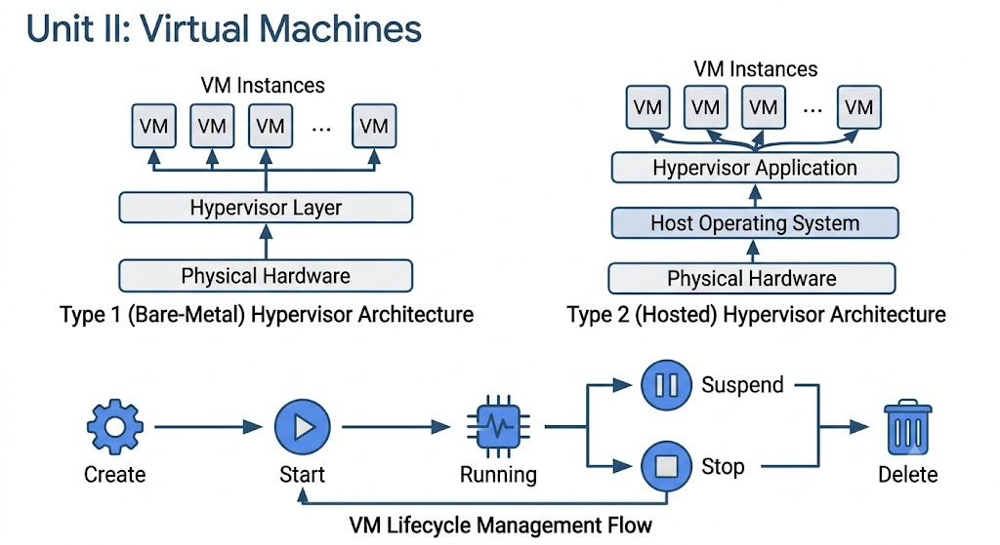 Unit II: Virtual Machines
VM Instances
VM VM VM ... VM
Hypervisor Layer
Physical Hardware
Type 1 (Bare-Metal) Hypervisor Architecture
VM Instances
VM VM VM ... VM
Hypervisor Application
Host Operating System
Physical Hardware
Type 2 (Hosted) Hypervisor Architecture
Create
Start
Running
Suspend
Stop
Delete
VM Lifecycle Management Flow